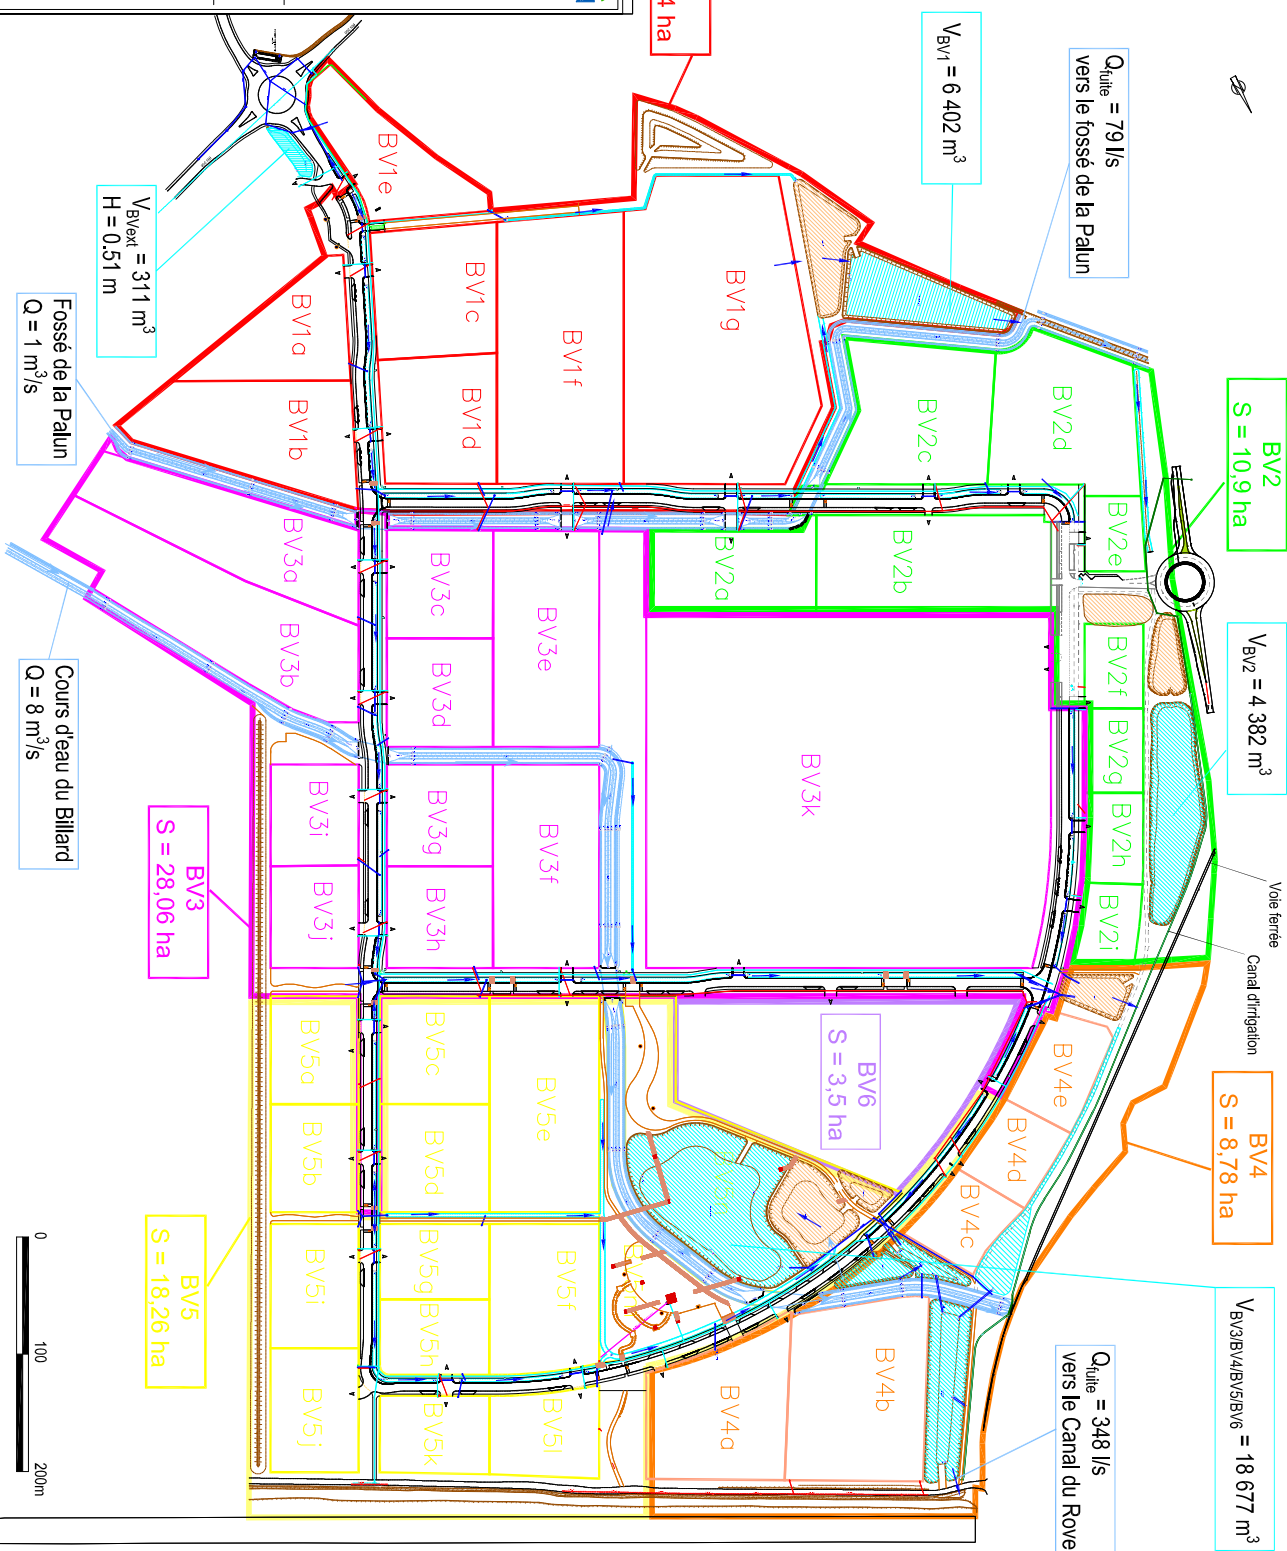 4 ha
V_BV1 = 6 402 m³
Q_fuite = 79 l/s
vers le fossé de la Palun
BV2
S = 10,9 ha
V_BV2 = 4 382 m³
Voie ferrée
Canal d'irrigation
BV4
S = 8,78 ha
V_BV3/BV4/BV5/BV6 = 18 677 m³
Q_fuite = 348 l/s
vers le Canal du Rove
V_BVext = 311 m³
H = 0.51 m
Fossé de la Palun
Q = 1 m³/s
Cours d'eau du Billard
Q = 8 m³/s
BV3
S = 28,06 ha
BV5
S = 18,26 ha
BV6
S = 3,5 ha
BV1e
BV1a
BV1b
BV1c
BV1d
BV1f
BV1g
BV2c
BV2d
BV2e
BV2a
BV2b
BV2f
BV2g
BV2h
BV2i
BV3a
BV3b
BV3c
BV3d
BV3e
BV3f
BV3g
BV3h
BV3i
BV3j
BV3k
BV4e
BV4d
BV4c
BV4b
BV4a
BV5a
BV5b
BV5c
BV5d
BV5e
BV5f
BV5g
BV5h
BV5i
BV5j
BV5k
BV5l
0
100
200m